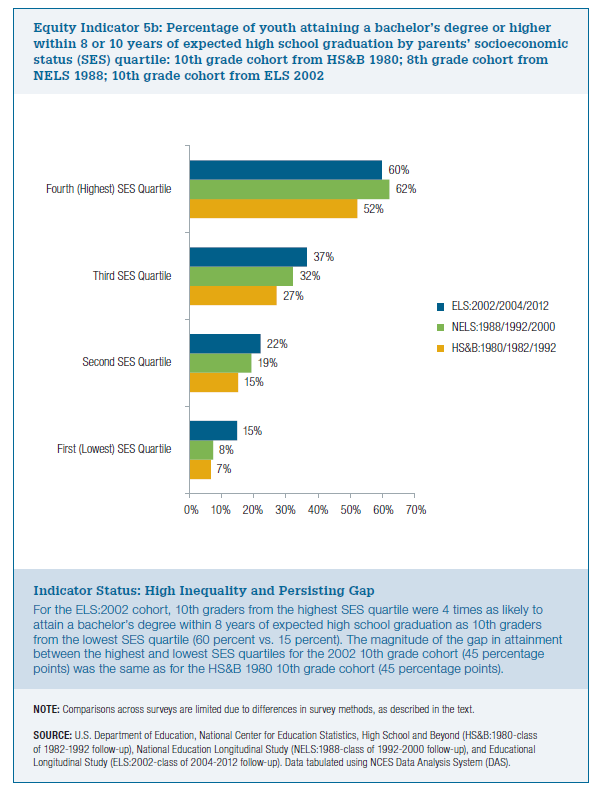 Equity Indicator 5b: Percentage of youth attaining a bachelor's degree or higher
within 8 or 10 years of expected high school graduation by parents' socioeconomic
status (SES) quartile: 10th grade cohort from HS&B 1980; 8th grade cohort from
NELS 1988; 10th grade cohort from ELS 2002
Fourth (Highest) SES Quartile
60%
62%
52%
Third SES Quartile
37%
32%
27%
Second SES Quartile
22%
19%
15%
First (Lowest) SES Quartile
15%
8%
7%
0% 10% 20% 30% 40% 50% 60% 70%
ELS:2002/2004/2012
NELS:1988/1992/2000
HS&B:1980/1982/1992
Indicator Status: High Inequality and Persisting Gap
For the ELS:2002 cohort, 10th graders from the highest SES quartile were 4 times as likely to
attain a bachelor's degree within 8 years of expected high school graduation as 10th graders
from the lowest SES quartile (60 percent vs. 15 percent). The magnitude of the gap in attainment
between the highest and lowest SES quartiles for the 2002 10th grade cohort (45 percentage
points) was the same as for the HS&B 1980 10th grade cohort (45 percentage points).
NOTE: Comparisons across surveys are limited due to differences in survey methods, as described in the text.
SOURCE: U.S. Department of Education, National Center for Education Statistics, High School and Beyond (HS&B:1980-class
of 1982-1992 follow-up), National Education Longitudinal Study (NELS:1988-class of 1992-2000 follow-up), and Educational
Longitudinal Study (ELS:2002-class of 2004-2012 follow-up). Data tabulated using NCES Data Analysis System (DAS).